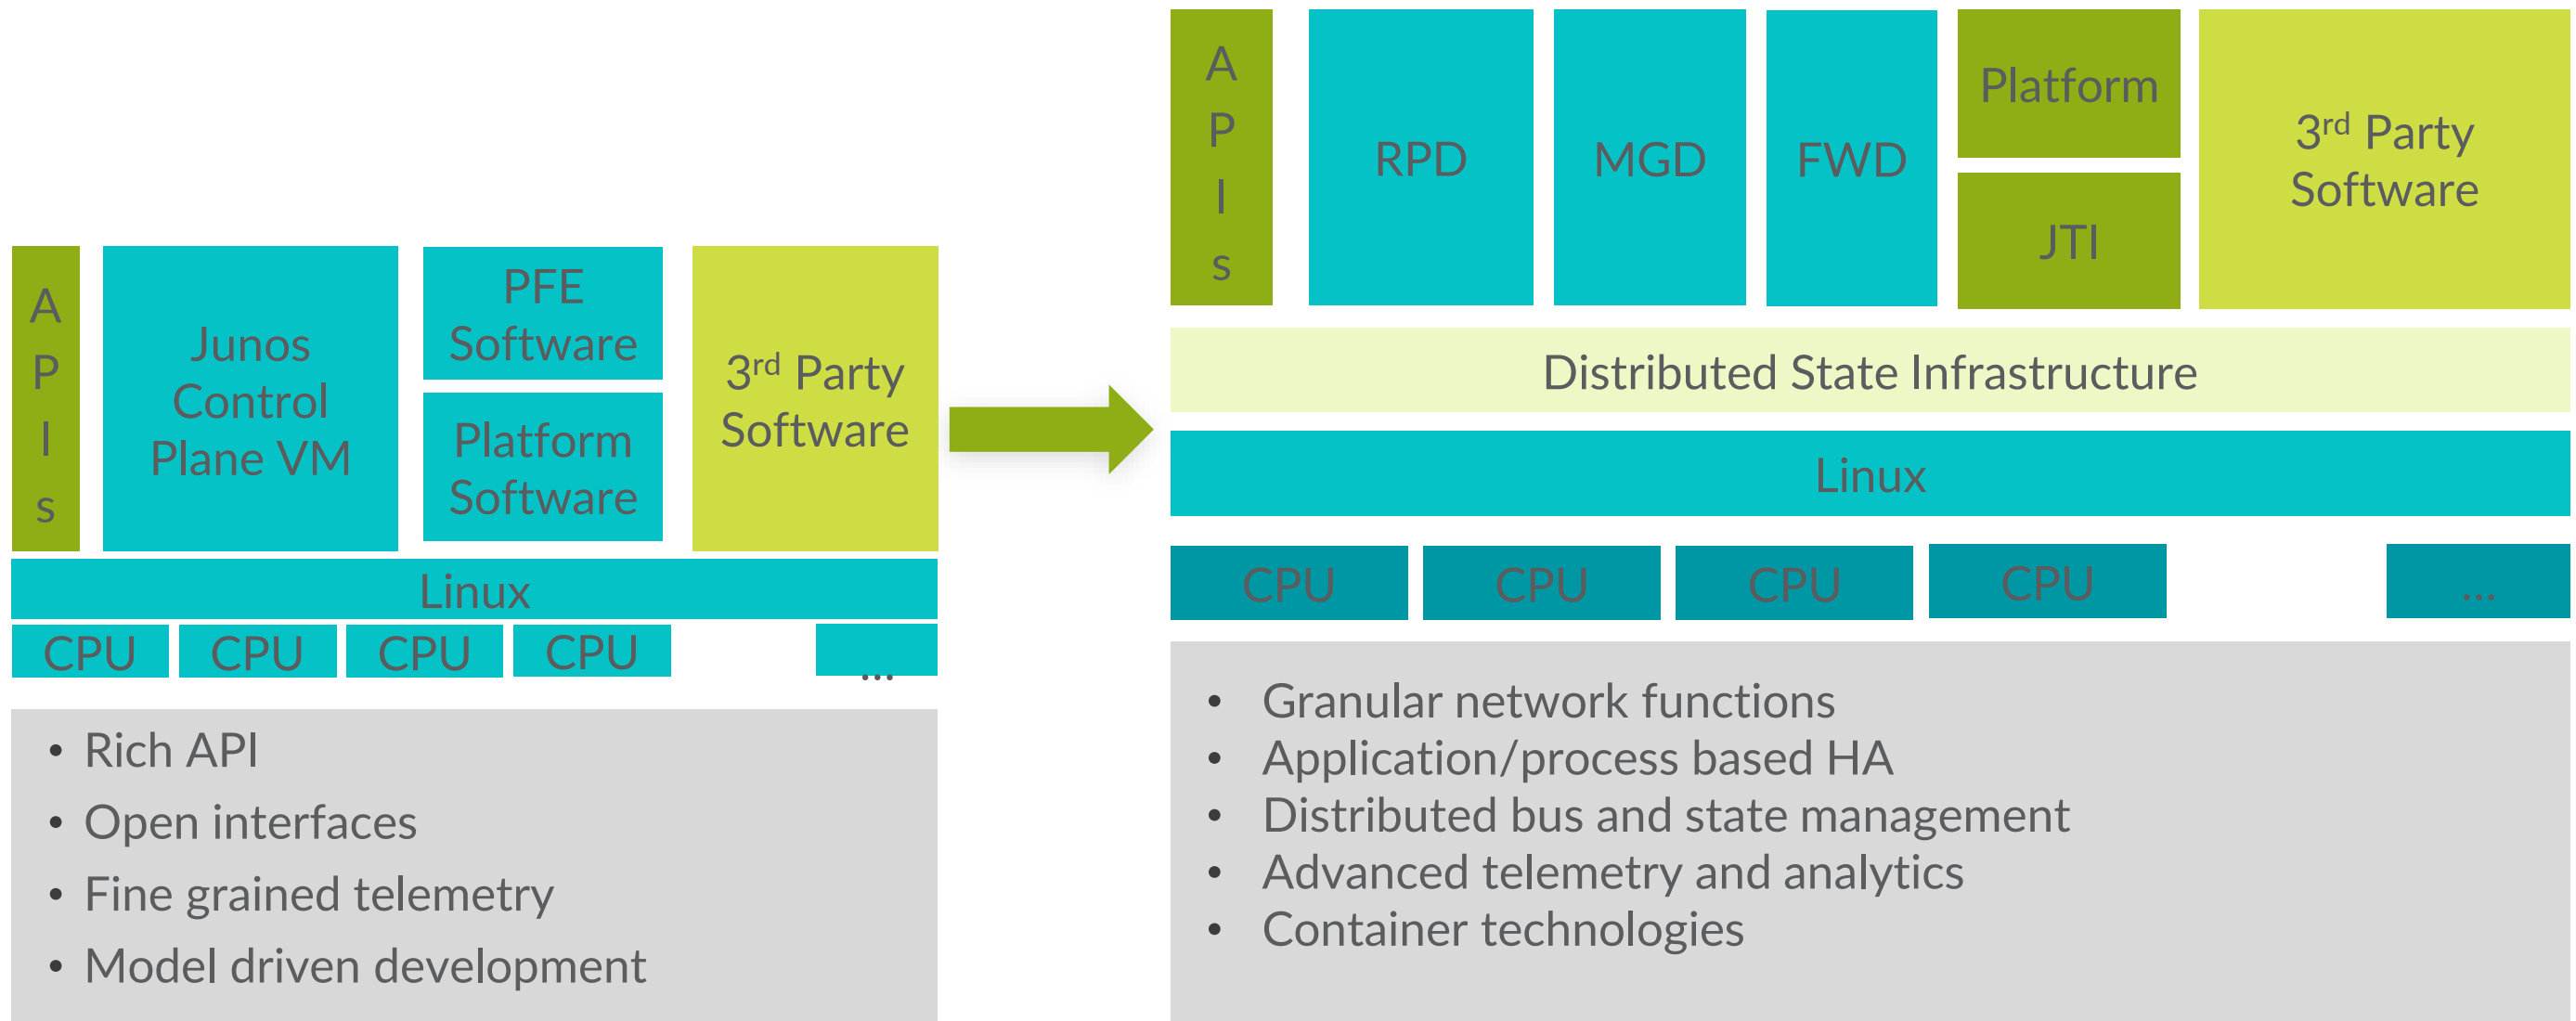 A
P
I
s
Junos
Control
Plane VM
PFE
Software
Platform
Software
3rd Party
Software
Linux
CPU
CPU
CPU
CPU
...
• Rich API
• Open interfaces
• Fine grained telemetry
• Model driven development
A
P
I
s
RPD
MGD
FWD
Platform
JTI
3rd Party
Software
Distributed State Infrastructure
Linux
CPU
CPU
CPU
CPU
...
• Granular network functions
• Application/process based HA
• Distributed bus and state management
• Advanced telemetry and analytics
• Container technologies